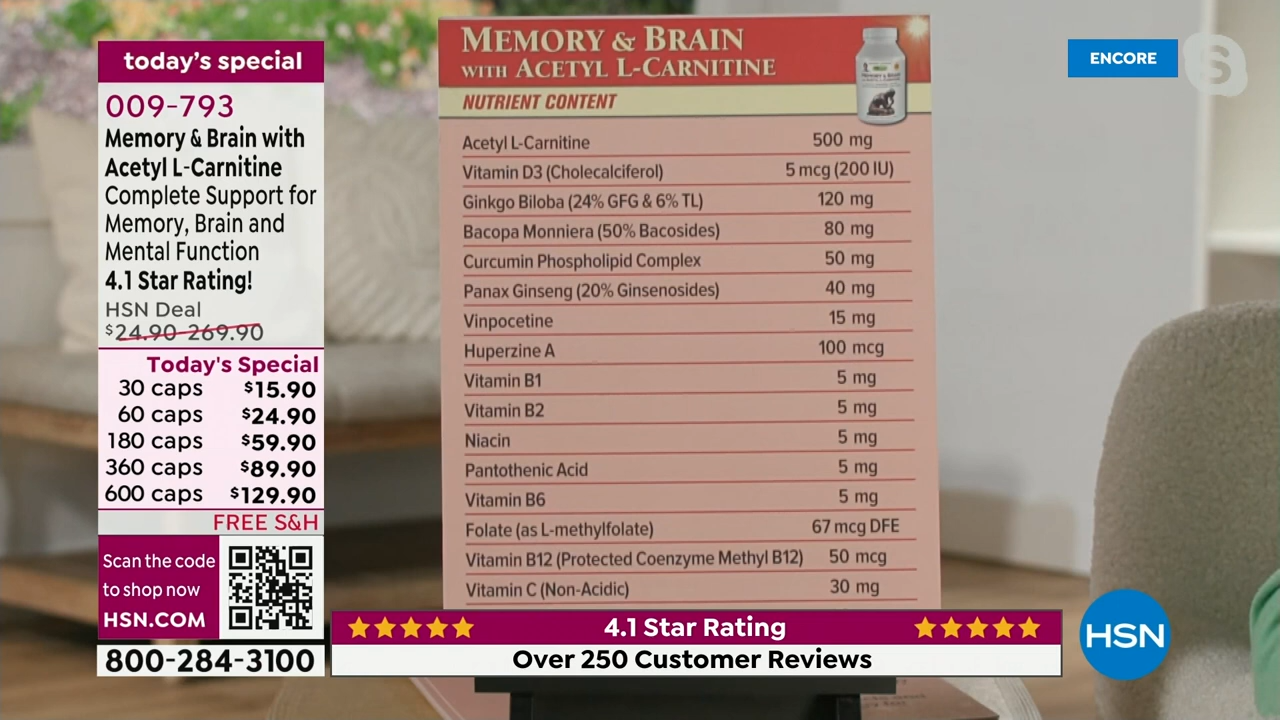 today's special
009-793
Memory & Brain with
Acetyl L-Carnitine
Complete Support for
Memory, Brain and
Mental Function
4.1 Star Rating!
HSN Deal
$24.90-269.90
Today's Special
30 caps $15.90
60 caps $24.90
180 caps $59.90
360 caps $89.90
600 caps $129.90
FREE S&H
Scan the code
to shop now
HSN.COM
800-284-3100
MEMORY & BRAIN
WITH ACETYL L-CARNITINE
NUTRIENT CONTENT
Acetyl L-Carnitine 500 mg
Vitamin D3 (Cholecalciferol) 5 mcg (200 IU)
Ginkgo Biloba (24% GFG & 6% TL) 120 mg
Bacopa Monniera (50% Bacosides) 80 mg
Curcumin Phospholipid Complex 50 mg
Panax Ginseng (20% Ginsenosides) 40 mg
Vinpocetine 15 mg
Huperzine A 100 mcg
Vitamin B1 5 mg
Vitamin B2 5 mg
Niacin 5 mg
Pantothenic Acid 5 mg
Vitamin B6 5 mg
Folate (as L-methylfolate) 67 mcg DFE
Vitamin B12 (Protected Coenzyme Methyl B12) 50 mcg
Vitamin C (Non-Acidic) 30 mg
4.1 Star Rating
Over 250 Customer Reviews
ENCORE
S
HSN